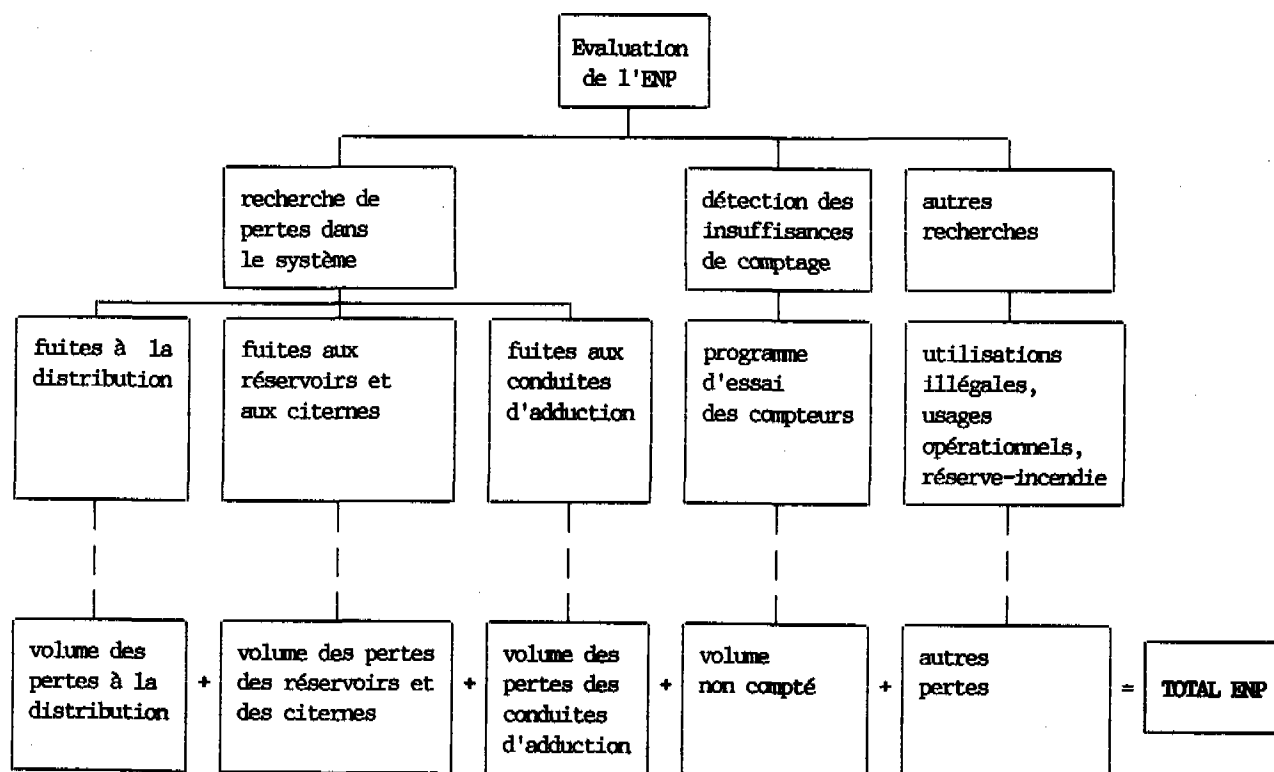 Evaluation
de l'ENP
recherche de
pertes dans
le système
détection des
insuffisances
de comptage
autres
recherches
fuites à la
distribution
fuites aux
réservoirs et
aux citernes
fuites aux
conduites
d'adduction
programme
d'essai
des compteurs
utilisations
illégales,
usages
opérationnels,
réserve-incendie
volume des
pertes à la
distribution
+
volume des pertes
des réservoirs et
des citernes
+
volume des
pertes des
conduites
d'adduction
+
volume
non compté
+
autres
pertes
=
TOTAL ENP